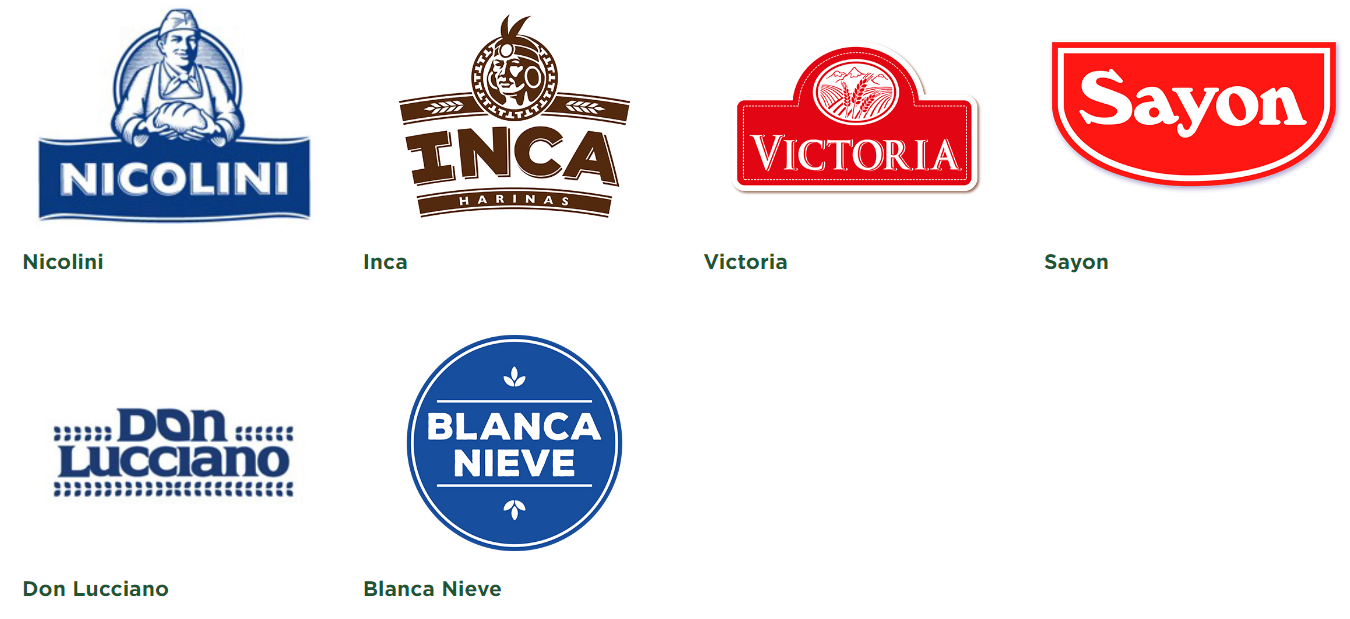 NICOLINI
INCA
HARINAS
VICTORIA
Sayon
Nicolini
Inca
Victoria
Sayon
Don
Lucciano
BLANCA
NIEVE
Don Lucciano
Blanca Nieve